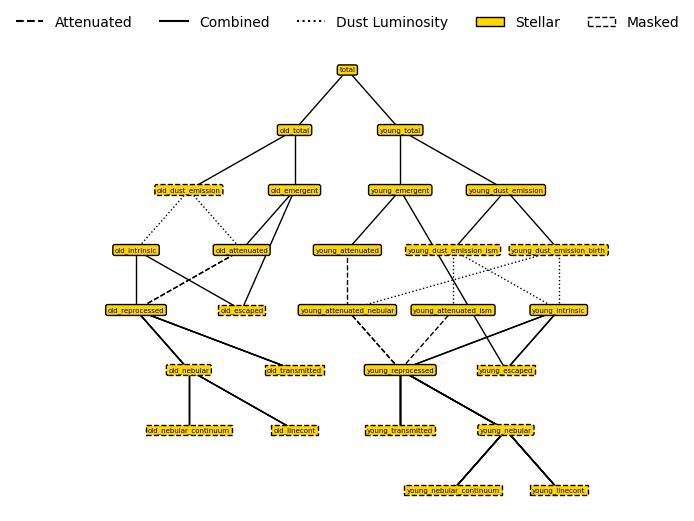 Attenuated Combined Dust Luminosity Stellar Masked
total
old_total young_total
old_dust_emission old_emergent young_emergent young_dust_emission
old_intrinsic old_attenuated young_attenuated young_dust_emission_ism young_dust_emission_birth
old_reprocessed old_escaped young_attenuated_nebular young_attenuated_ism young_intrinsic
old_nebular old_transmitted young_reprocessed young_escaped
old_nebular_continuum old_linecont young_transmitted young_nebular
young_nebular_continuum young_linecont